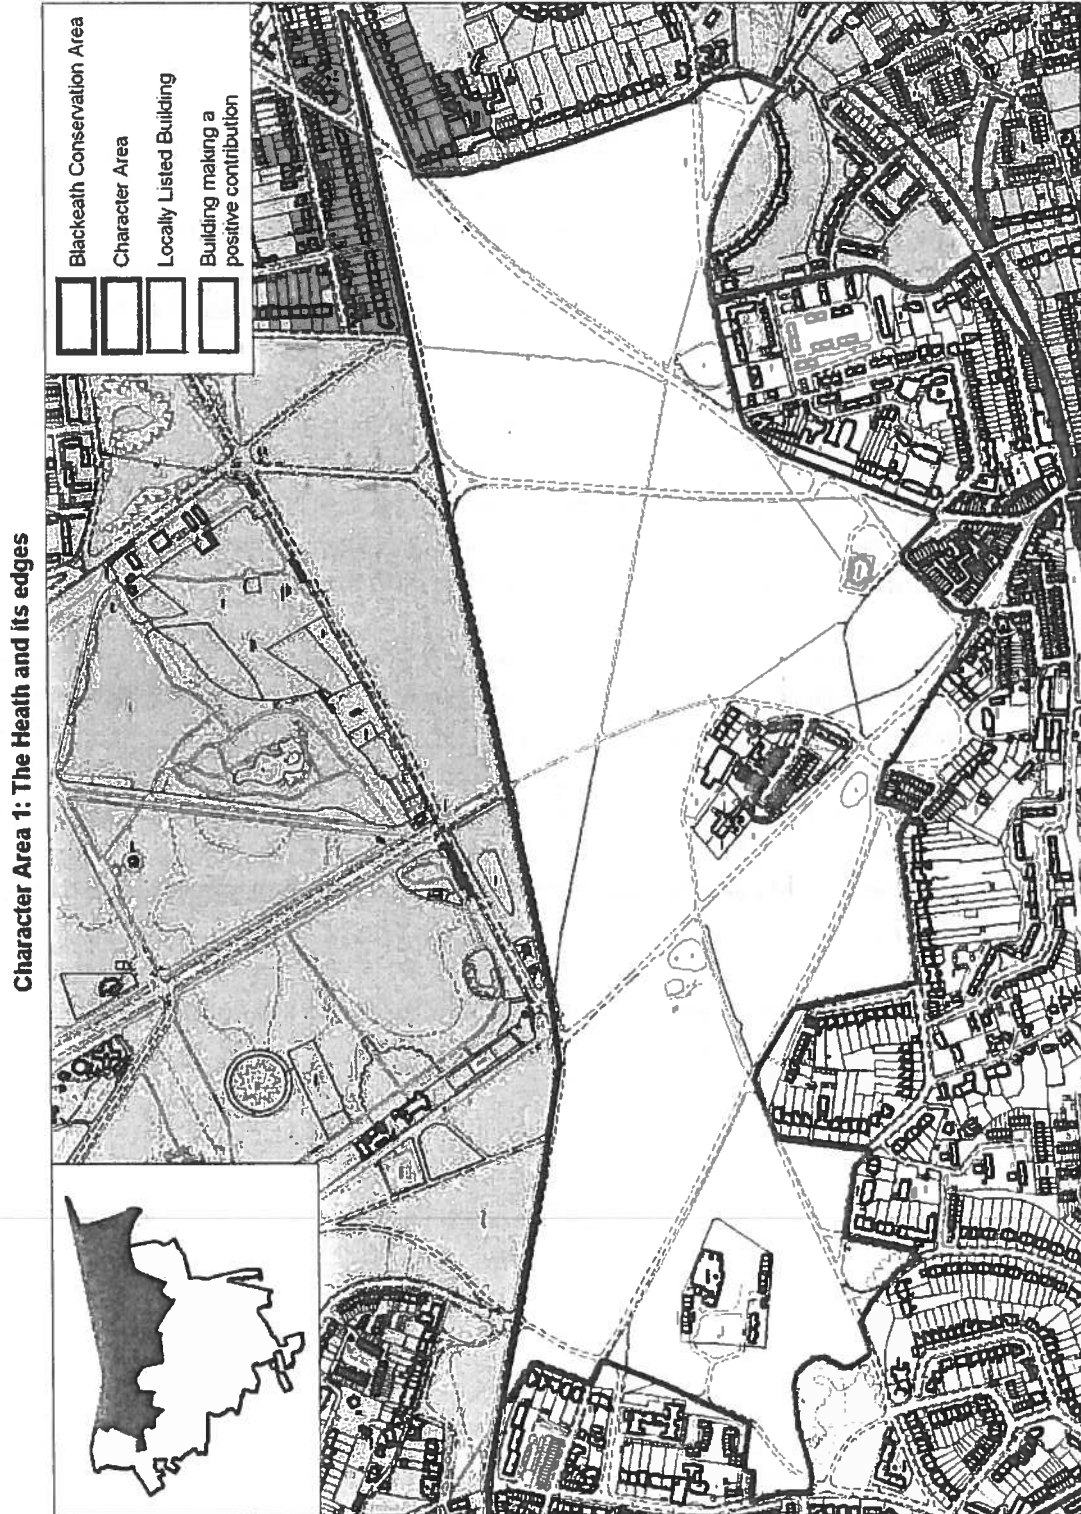 Character Area 1: The Heath and its edges
Blackeath Conservation Area
Character Area
Locally Listed Building
Building making a
positive contribution